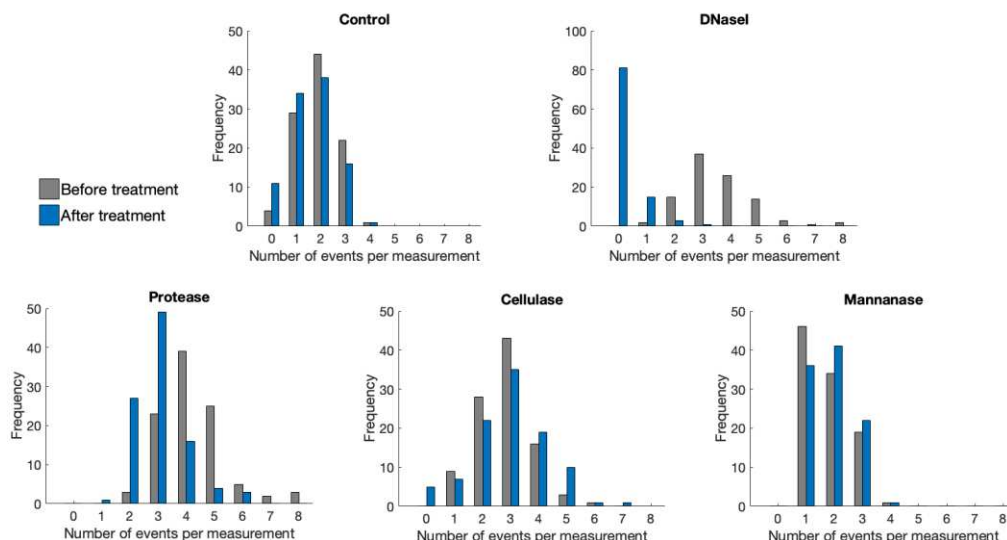 Control
DNaseI
50
40
30
20
10
0
Frequency
0 1 2 3 4 5 6 7 8
Number of events per measurement
100
80
60
40
20
0
Frequency
0 1 2 3 4 5 6 7 8
Number of events per measurement
Before treatment
After treatment
Protease
Cellulase
Mannanase
50
40
30
20
10
0
Frequency
0 1 2 3 4 5 6 7 8
Number of events per measurement
50
40
30
20
10
0
Frequency
0 1 2 3 4 5 6 7 8
Number of events per measurement
50
40
30
20
10
0
Frequency
0 1 2 3 4 5 6 7 8
Number of events per measurement